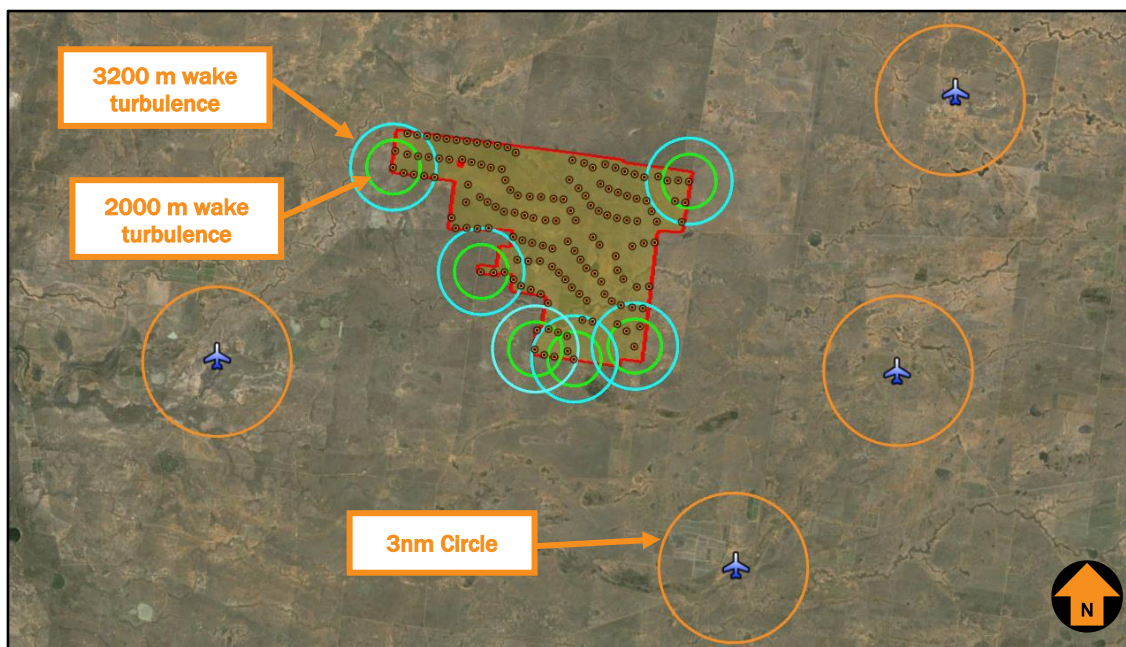 3200 m wake
turbulence
2000 m wake
turbulence
3nm Circle
N